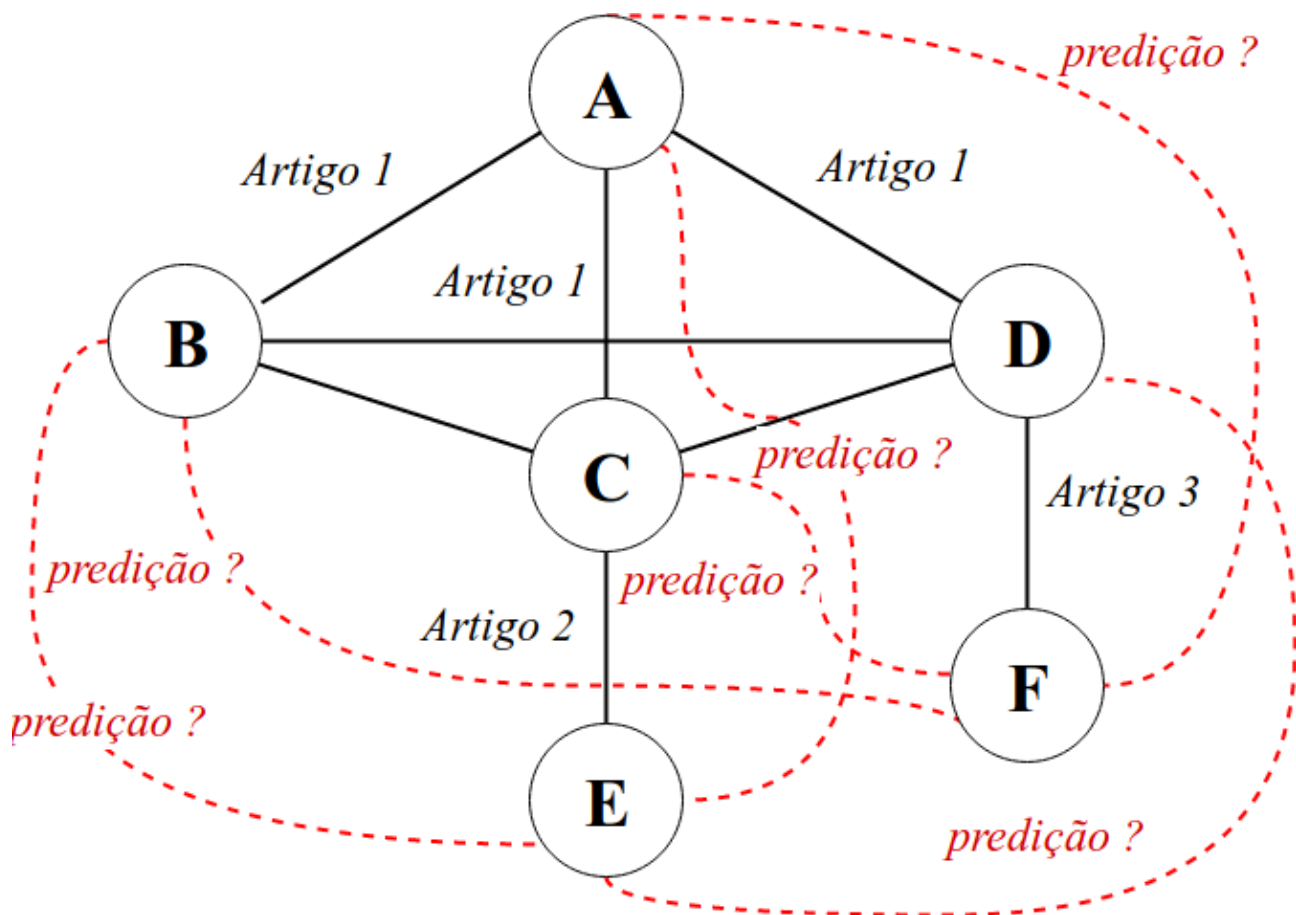 predição ?
A
Artigo 1
Artigo 1
Artigo 1
B
D
predição ?
C
Artigo 3
predição ?
predição ?
Artigo 2
F
predição ?
E
predição ?